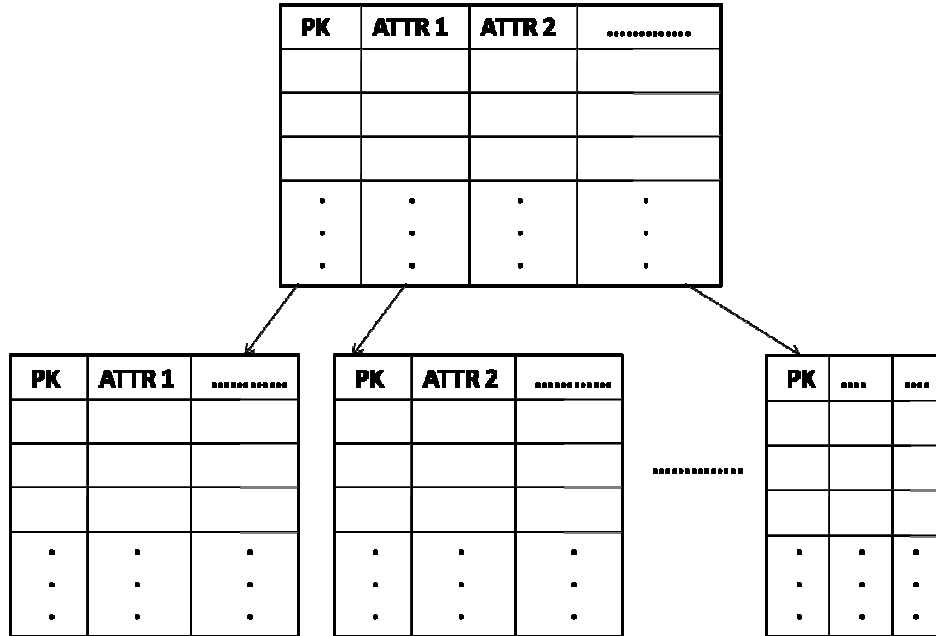 PK ATTR 1 ATTR 2 .............
PK ATTR 1 ............
PK ATTR 2 ............
..............
PK .... ....